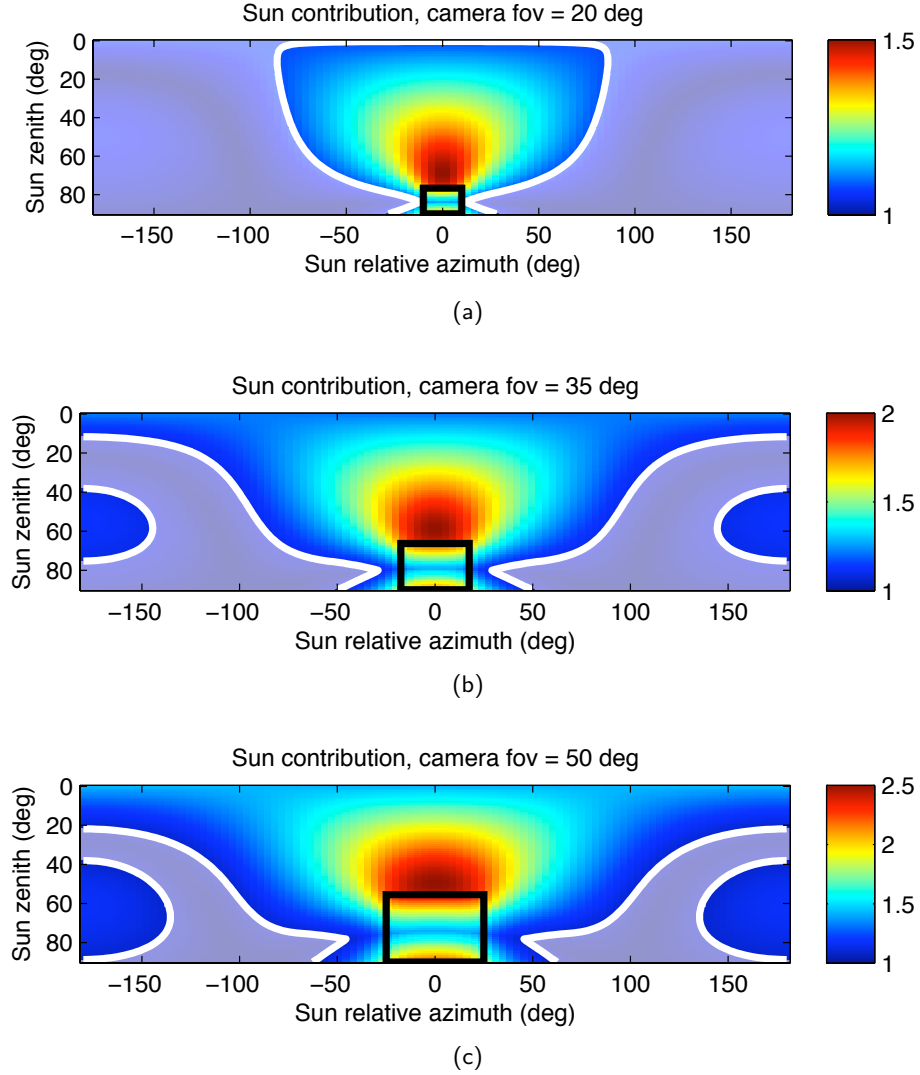 Sun contribution, camera fov = 20 deg
Sun zenith (deg)
0
20
40
60
80
−150 −100 −50 0 50 100 150
Sun relative azimuth (deg)
1.5
1
(a)
Sun contribution, camera fov = 35 deg
Sun zenith (deg)
0
20
40
60
80
−150 −100 −50 0 50 100 150
Sun relative azimuth (deg)
2
1.5
1
(b)
Sun contribution, camera fov = 50 deg
Sun zenith (deg)
0
20
40
60
80
−150 −100 −50 0 50 100 150
Sun relative azimuth (deg)
2.5
2
1.5
1
(c)